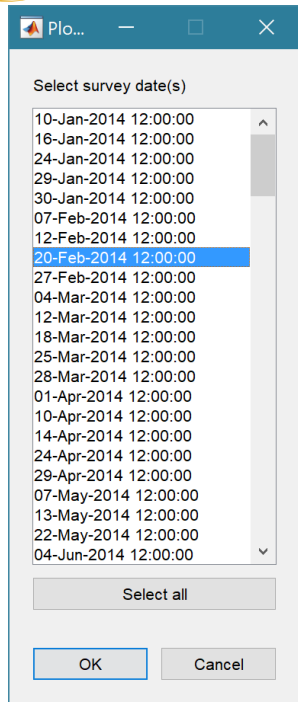 Plo...
Select survey date(s)
10-Jan-2014 12:00:00
16-Jan-2014 12:00:00
24-Jan-2014 12:00:00
29-Jan-2014 12:00:00
30-Jan-2014 12:00:00
07-Feb-2014 12:00:00
12-Feb-2014 12:00:00
20-Feb-2014 12:00:00
27-Feb-2014 12:00:00
04-Mar-2014 12:00:00
12-Mar-2014 12:00:00
18-Mar-2014 12:00:00
25-Mar-2014 12:00:00
28-Mar-2014 12:00:00
01-Apr-2014 12:00:00
10-Apr-2014 12:00:00
14-Apr-2014 12:00:00
24-Apr-2014 12:00:00
29-Apr-2014 12:00:00
07-May-2014 12:00:00
13-May-2014 12:00:00
22-May-2014 12:00:00
04-Jun-2014 12:00:00
Select all
OK Cancel